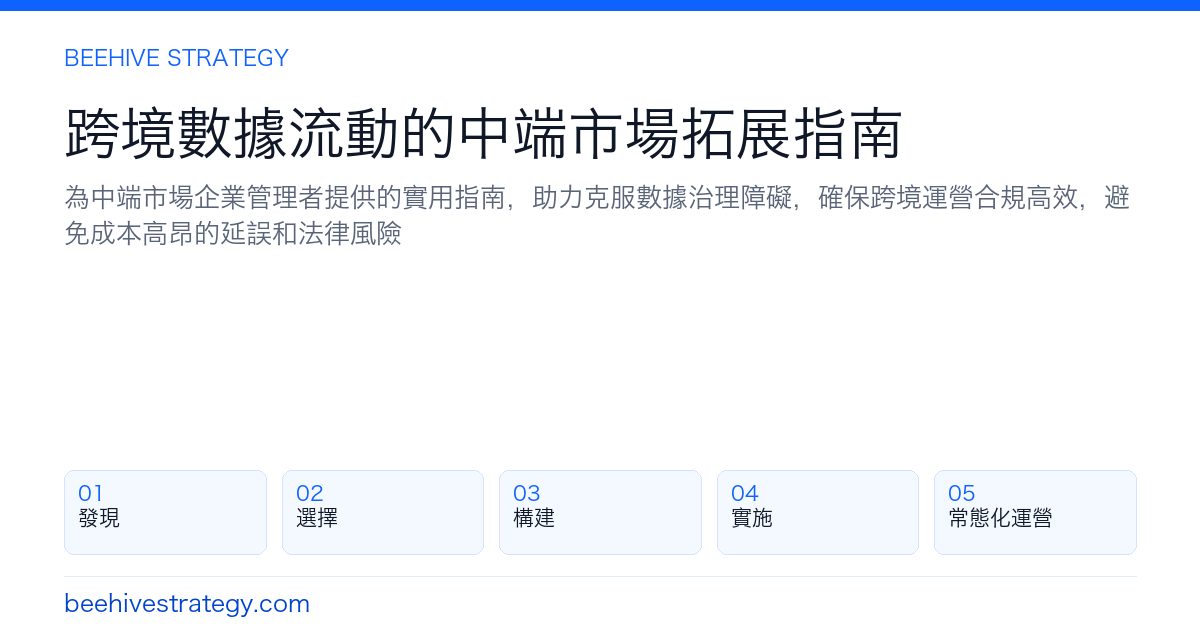 BEEHIVE STRATEGY
跨境數據流動的中端市場拓展指南
為中端市場企業管理者提供的實用指南，助力克服數據治理障礙，確保跨境運營合規高效，避
免成本高昂的延誤和法律風險
01
發現
02
選擇
03
構建
04
實施
05
常態化運營
beehivestrategy.com